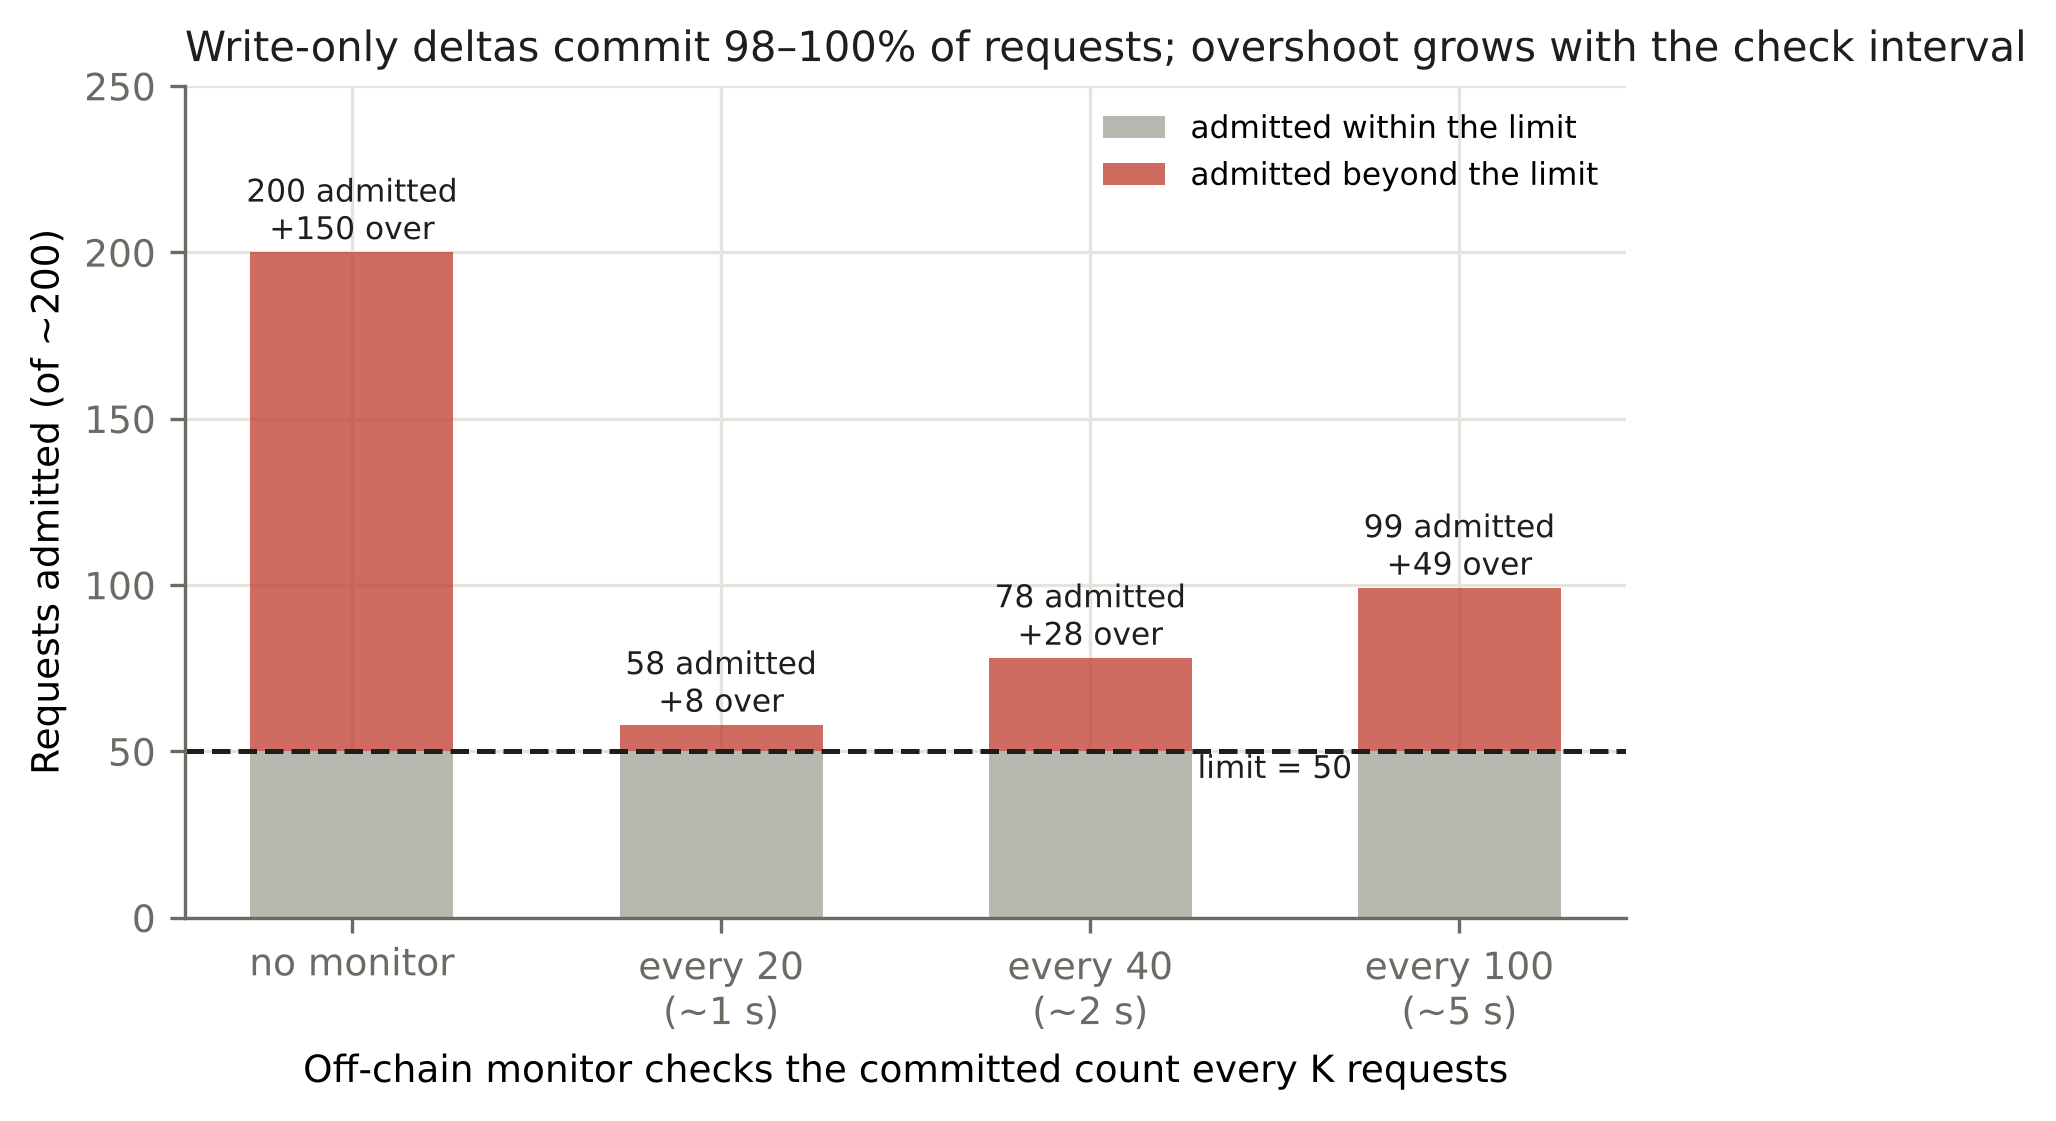 Write-only deltas commit 98–100% of requests; overshoot grows with the check interval
Requests admitted (of ~200)
250
200
150
100
50
0
admitted within the limit
admitted beyond the limit
200 admitted
+150 over
58 admitted
+8 over
78 admitted
+28 over
99 admitted
+49 over
limit = 50
no monitor
every 20
(~1 s)
every 40
(~2 s)
every 100
(~5 s)
Off-chain monitor checks the committed count every K requests